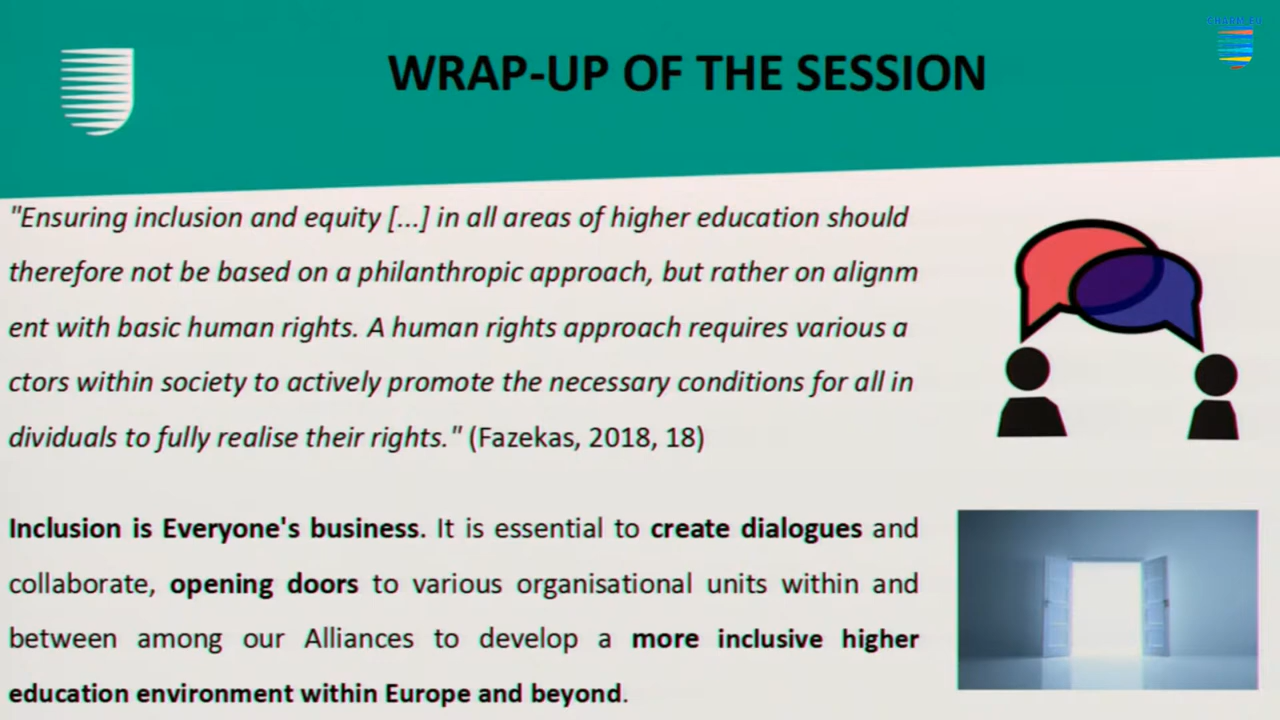 CHARM-EU
WRAP-UP OF THE SESSION
"Ensuring inclusion and equity [...] in all areas of higher education should
therefore not be based on a philanthropic approach, but rather on alignm
ent with basic human rights. A human rights approach requires various a
ctors within society to actively promote the necessary conditions for all in
dividuals to fully realise their rights." (Fazekas, 2018, 18)
Inclusion is Everyone's business. It is essential to create dialogues and
collaborate, opening doors to various organisational units within and
between among our Alliances to develop a more inclusive higher
education environment within Europe and beyond.